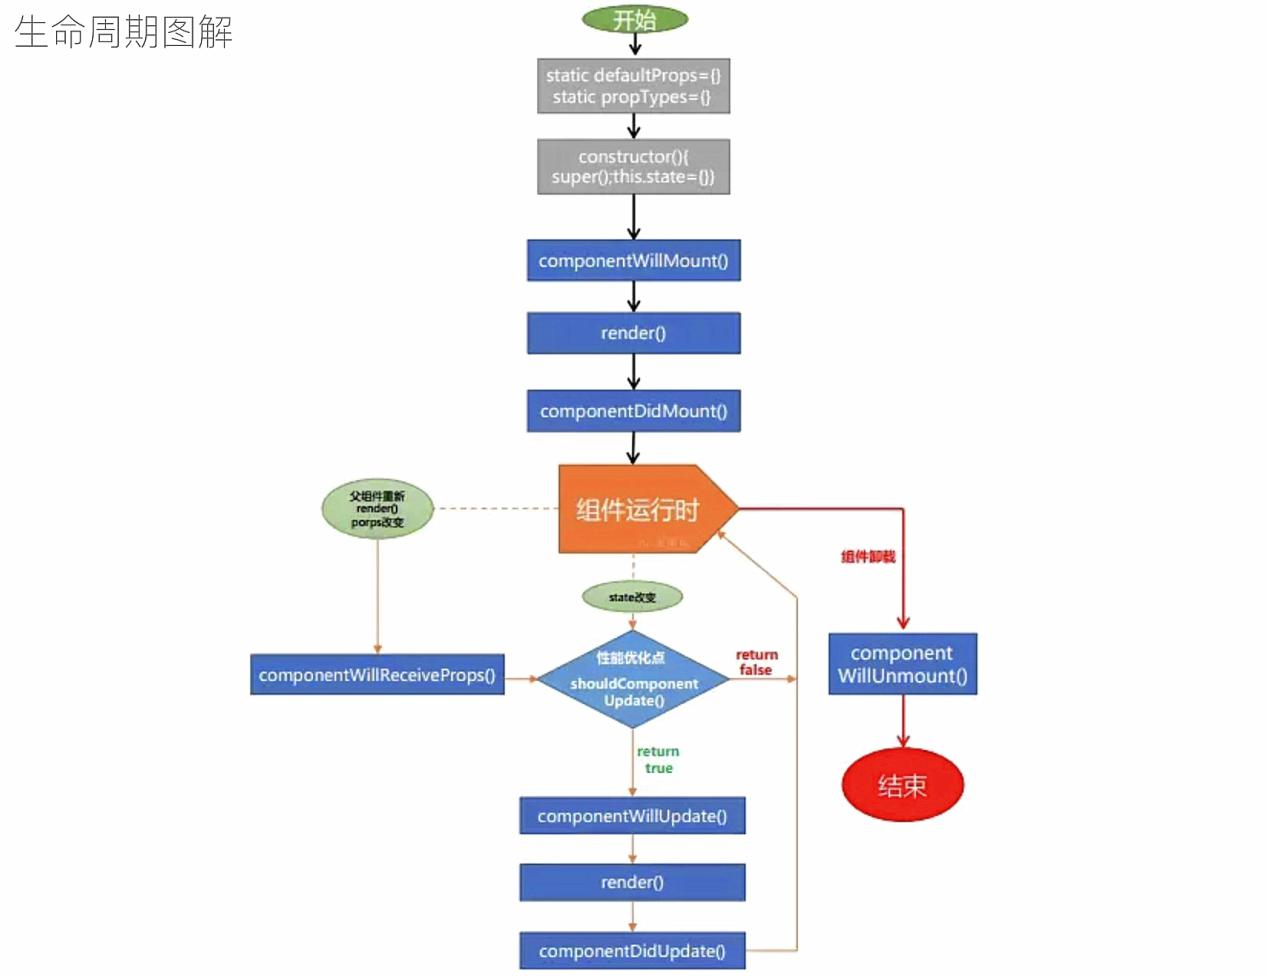 生命周期图解
开始
static defaultProps={}
static propTypes={}
constructor(){
super();this.state={}}
componentWillMount()
render()
componentDidMount()
组件运行时
父组件重新
render()
porps改变
组件卸载
state改变
componentWillReceiveProps()
性能优化点
shouldComponent
Update()
return
false
component
WillUnmount()
return
true
结束
componentWillUpdate()
render()
componentDidUpdate()